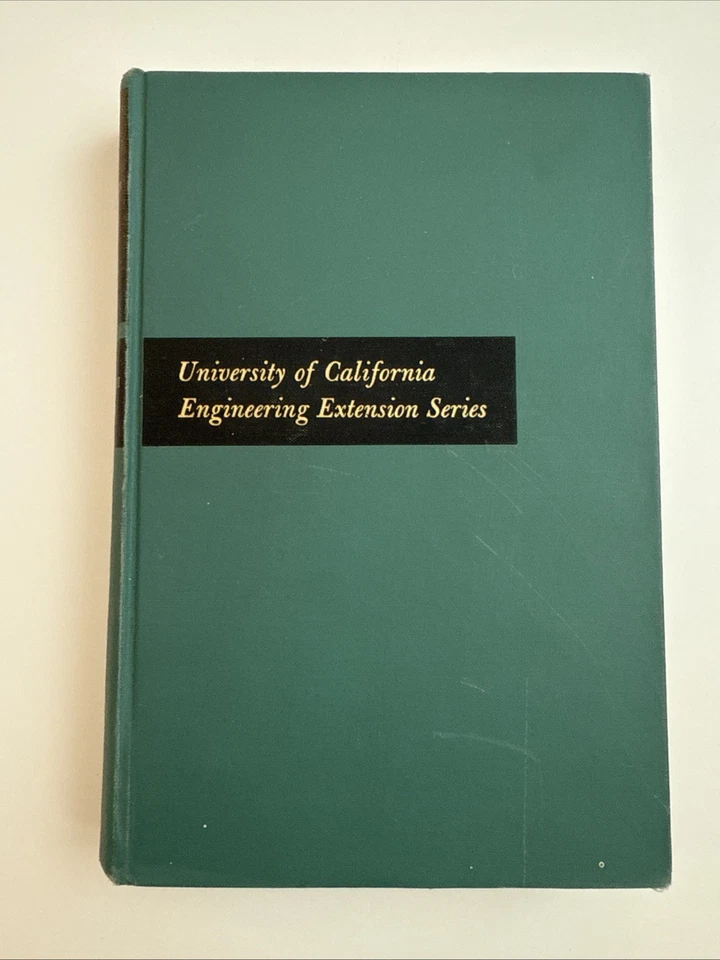 University of California
Engineering Extension Series